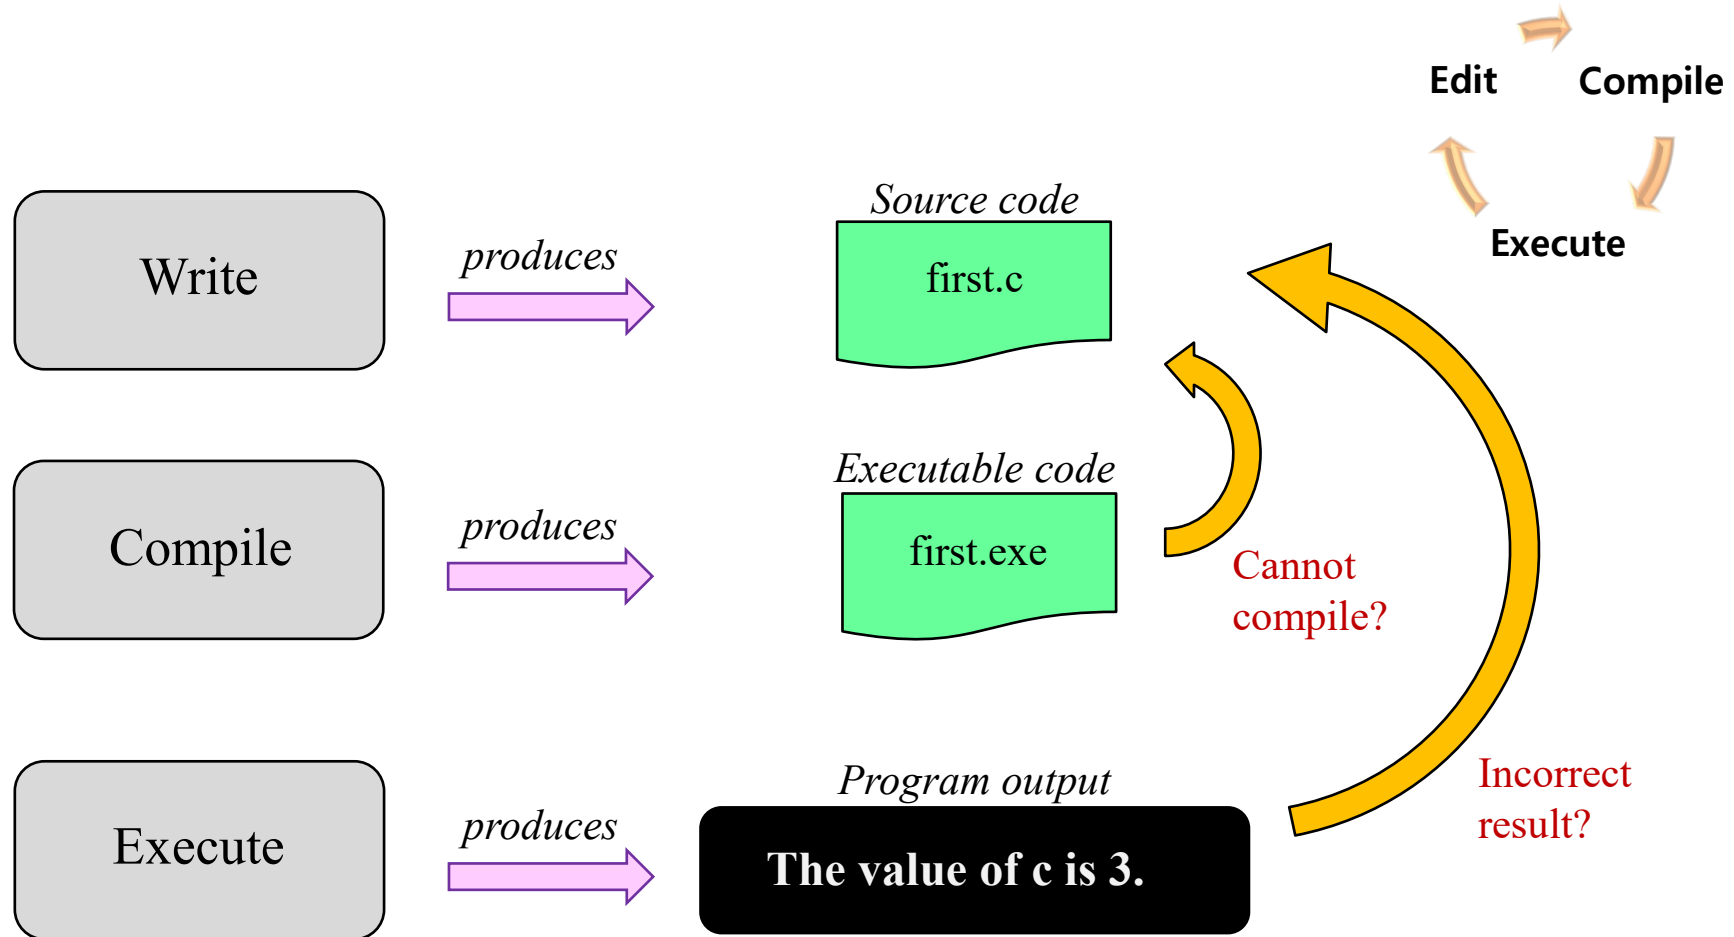 Edit
Compile
Execute
Source code
Write
produces
first.c
Executable code
Compile
produces
first.exe
Cannot
compile?
Program output
Execute
produces
The value of c is 3.
Incorrect
result?